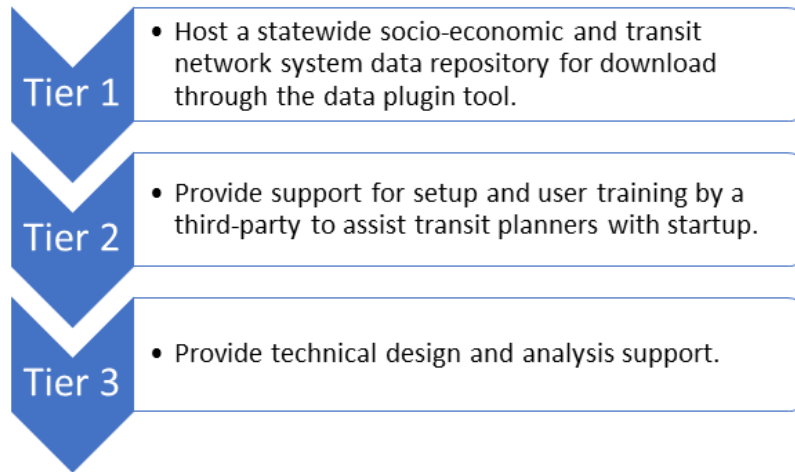 Tier 1
• Host a statewide socio-economic and transit
network system data repository for download
through the data plugin tool.
Tier 2
• Provide support for setup and user training by a
third-party to assist transit planners with startup.
Tier 3
• Provide technical design and analysis support.